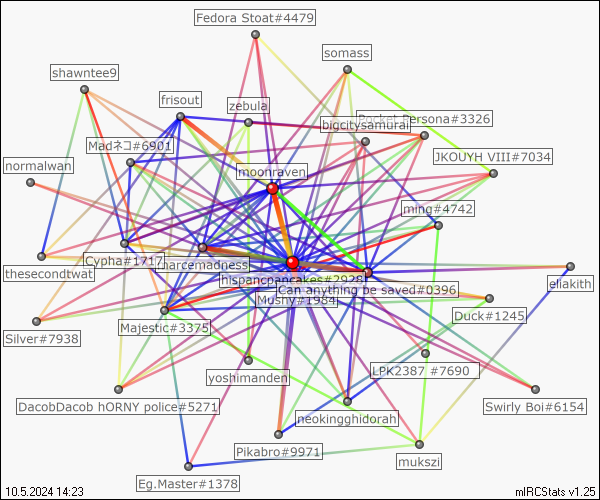 Fedora Stoat#4479
somass
shawntee9
frisout
zebula
Pocket Persona#3326
bigcitysamurai
Madネコ#6901
JKOUYH VIII#7034
normalwan
moonraven
ming#4742
Cypha#1717
harcemadness
thesecondtwat
hispancpancakes#2928
eliakith
Can anything be saved#0396
Mushy#1984
Duck#1245
Majestic#3375
Silver#7938
LPK2387 #7690
yoshimanden
DacobDacob hORNY police#5271
neokingghidorah
Swirly Boi#6154
Pikabro#9971
mukszi
Eg.Master#1378
10.5.2024 14:23
mIRCStats v1.25